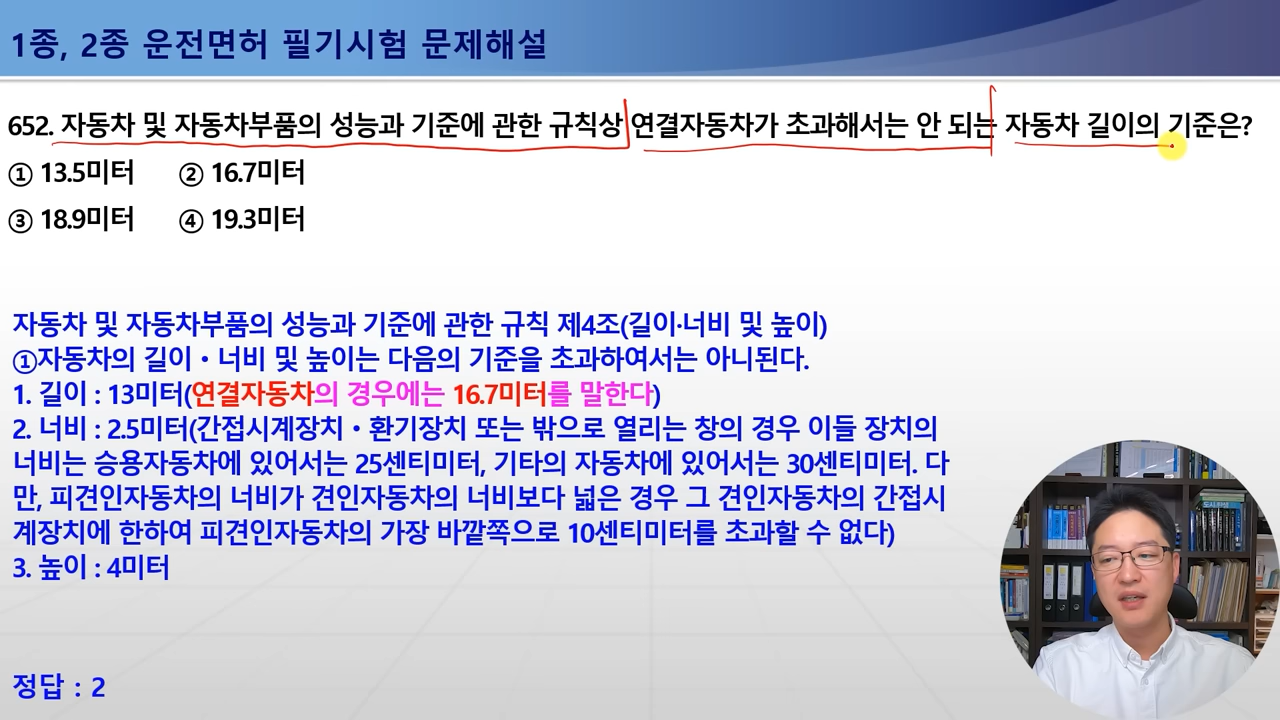 1종, 2종 운전면허 필기시험 문제해설
652. 자동차 및 자동차부품의 성능과 기준에 관한 규칙상 연결자동차가 초과해서는 안 되는 자동차 길이의 기준은?
① 13.5미터 ② 16.7미터
③ 18.9미터 ④ 19.3미터
자동차 및 자동차부품의 성능과 기준에 관한 규칙 제4조(길이·너비 및 높이)
①자동차의 길이・너비 및 높이는 다음의 기준을 초과하여서는 아니된다.
1. 길이 : 13미터(연결자동차의 경우에는 16.7미터를 말한다)
2. 너비 : 2.5미터(간접시계장치・환기장치 또는 밖으로 열리는 창의 경우 이들 장치의
너비는 승용자동차에 있어서는 25센티미터, 기타의 자동차에 있어서는 30센티미터. 다
만, 피견인자동차의 너비가 견인자동차의 너비보다 넓은 경우 그 견인자동차의 간접시
계장치에 한하여 피견인자동차의 가장 바깥쪽으로 10센티미터를 초과할 수 없다)
3. 높이 : 4미터
정답 : 2